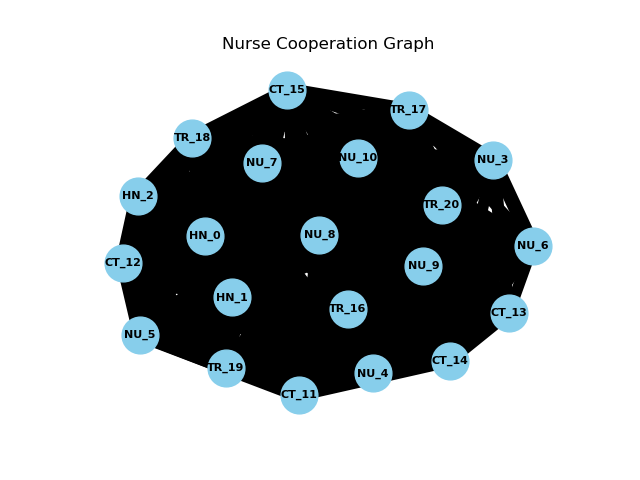 Nurse Cooperation Graph
CT_15
TR_17
TR_18
NU_7
NU_10
NU_3
HN_2
TR_20
HN_0
NU_8
NU_6
CT_12
NU_9
HN_1
TR_16
CT_13
NU_5
TR_19
NU_4
CT_14
CT_11